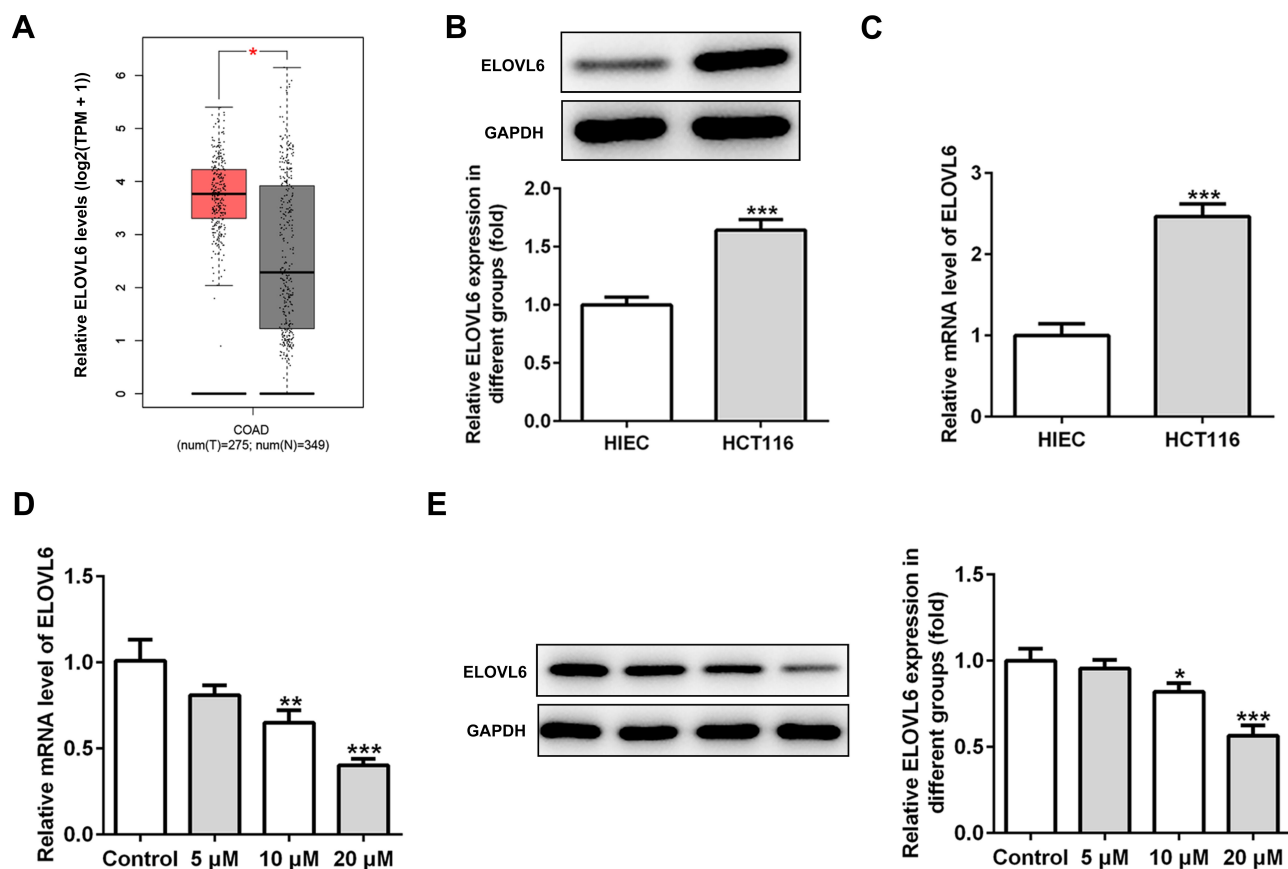 A
Relative ELOVL6 levels (log2(TPM + 1))
6
5
4
3
2
1
0
*
COAD
(num(T)=275; num(N)=349)
B
ELOVL6
GAPDH
Relative ELOVL6 expression in
different groups (fold)
2.0
1.5
1.0
0.5
0.0
***
HIEC HCT116
C
Relative mRNA level of ELOVL6
3
2
1
0
***
HIEC HCT116
D
Relative mRNA level of ELOVL6
1.5
1.0
0.5
0.0
**
***
Control 5 μM 10 μM 20 μM
E
ELOVL6
GAPDH
Relative ELOVL6 expression in
different groups (fold)
1.5
1.0
0.5
0.0
*
***
Control 5 μM 10 μM 20 μM